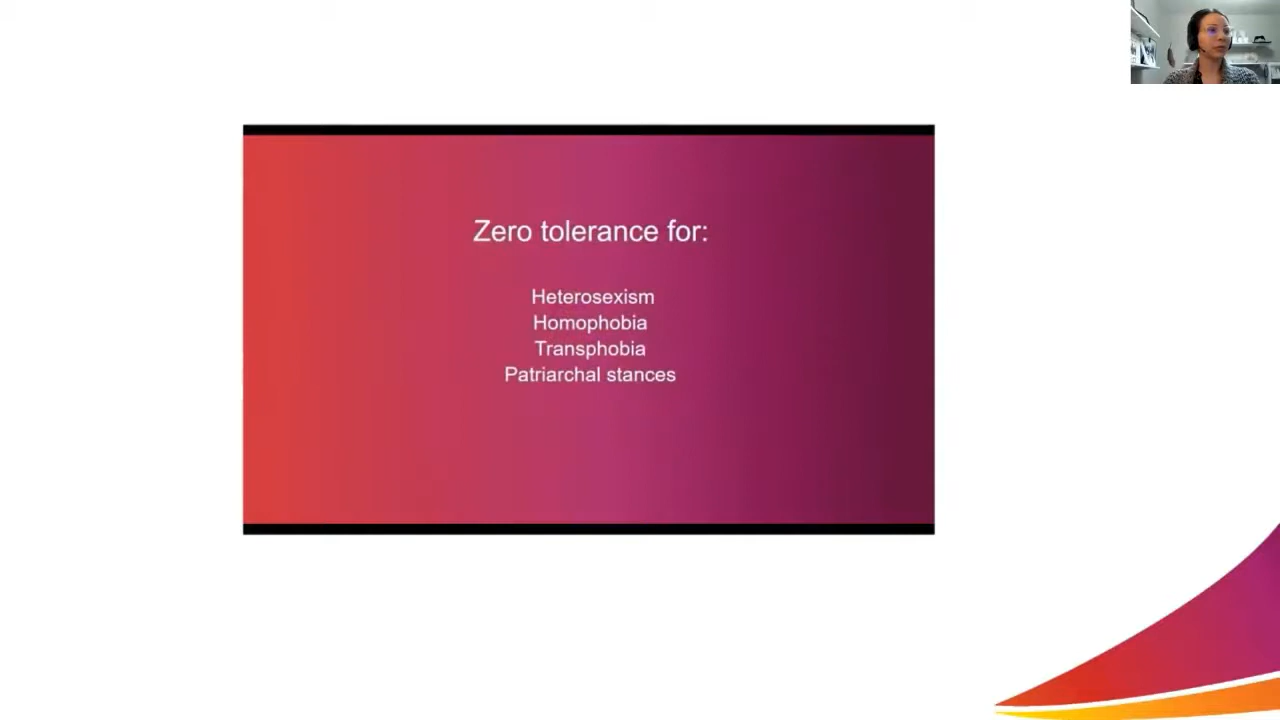 Zero tolerance for:
Heterosexism
Homophobia
Transphobia
Patriarchal stances